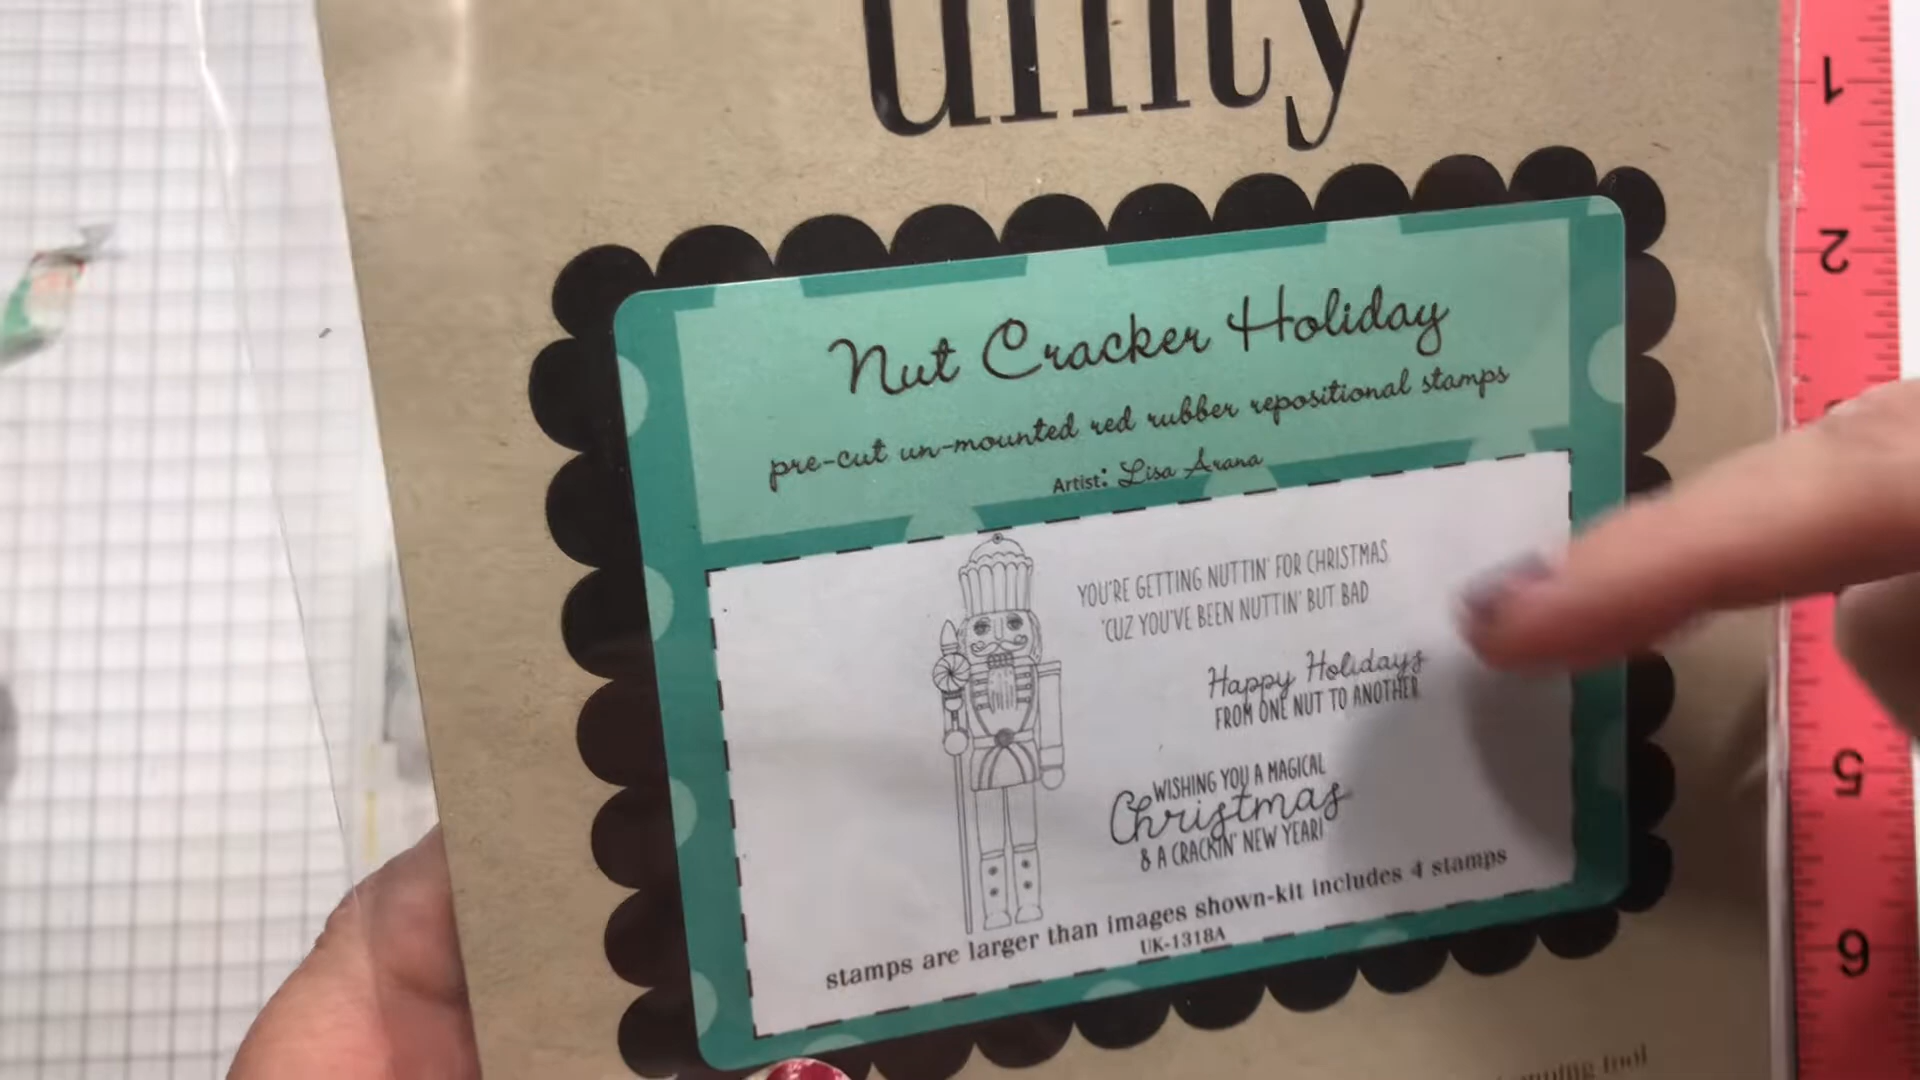 unity
Nut Cracker Holiday
pre-cut un-mounted red rubber repositional stamps
Artist: Lisa Arana
YOU'RE GETTING NUTTIN' FOR CHRISTMAS
'CUZ YOU'VE BEEN NUTTIN' BUT BAD
Happy Holidays
FROM ONE NUT TO ANOTHER
WISHING YOU A MAGICAL
Christmas
& A CRACKIN' NEW YEAR!
stamps are larger than images shown-kit includes 4 stamps
UK-1318A
tool
1
2
5
6